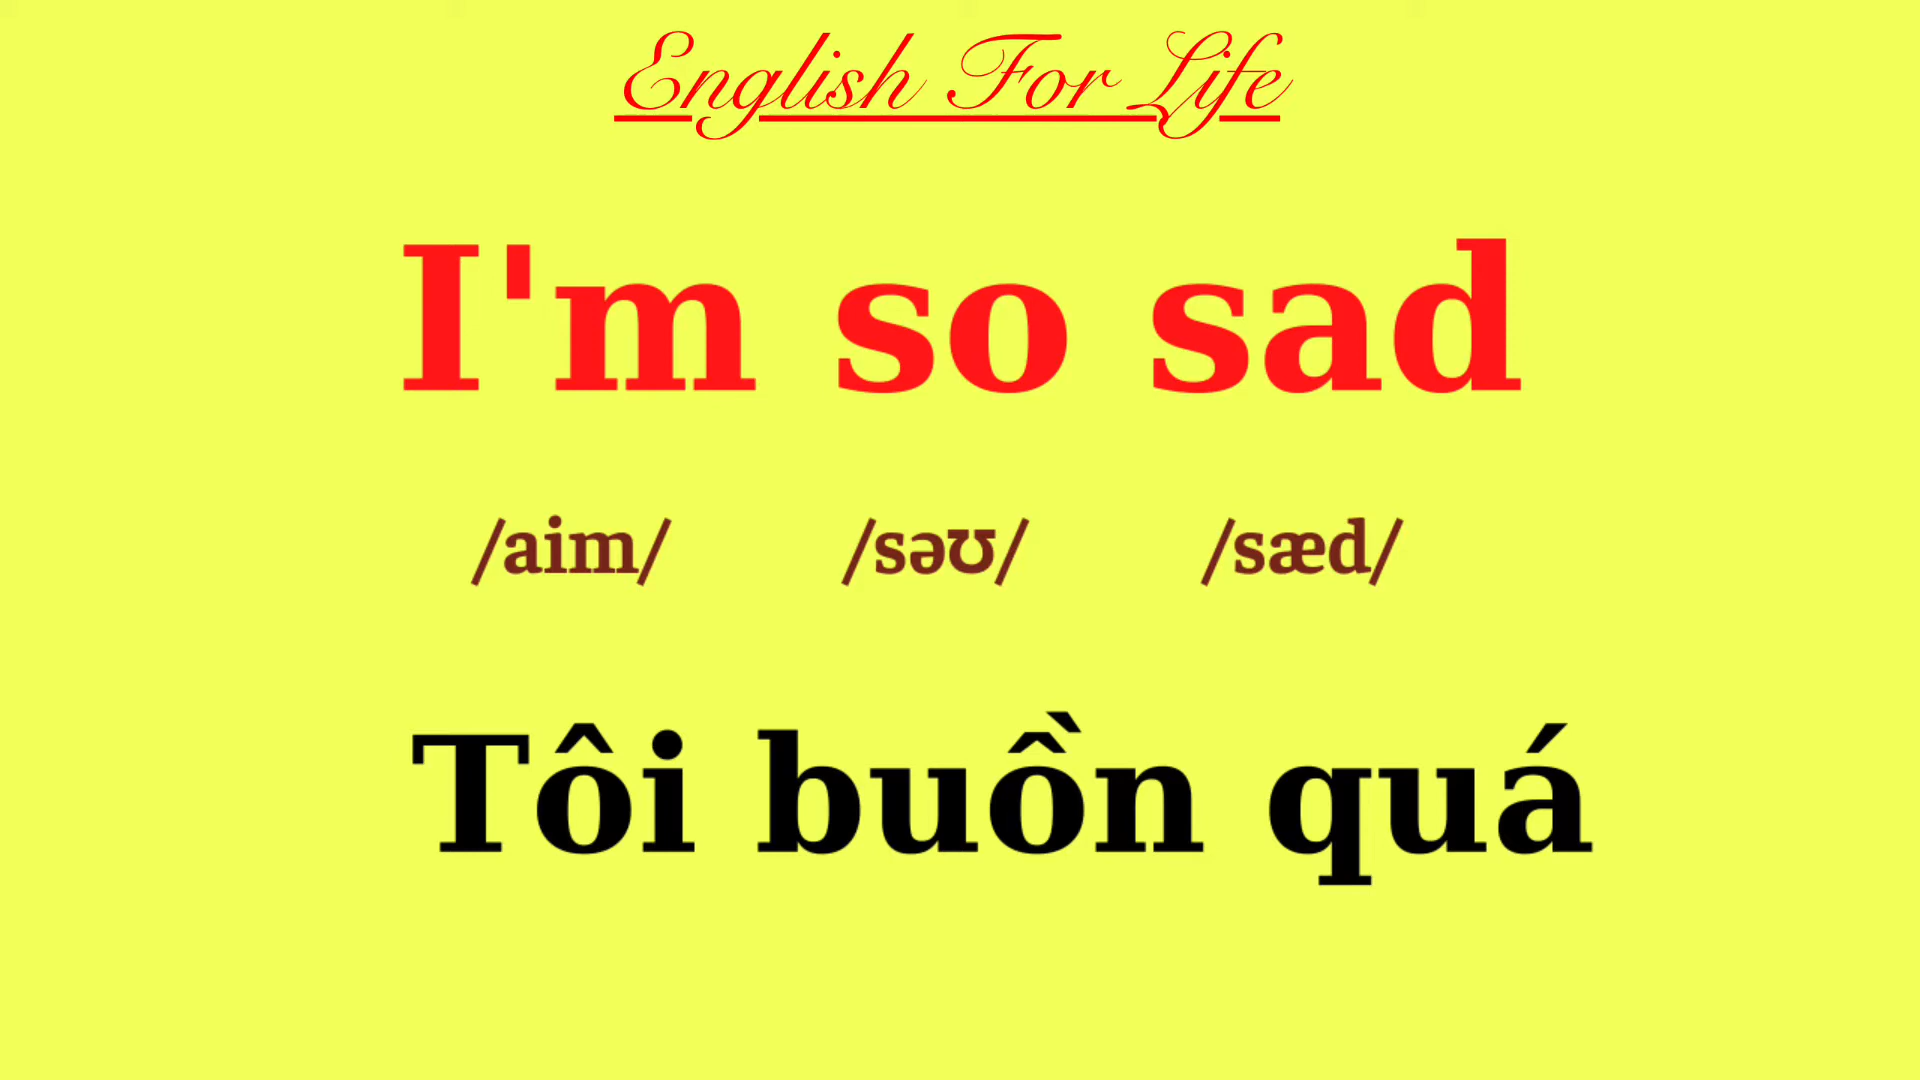 English For Life
I'm so sad
/aim/ /səʊ/ /sæd/
Tôi buồn quá